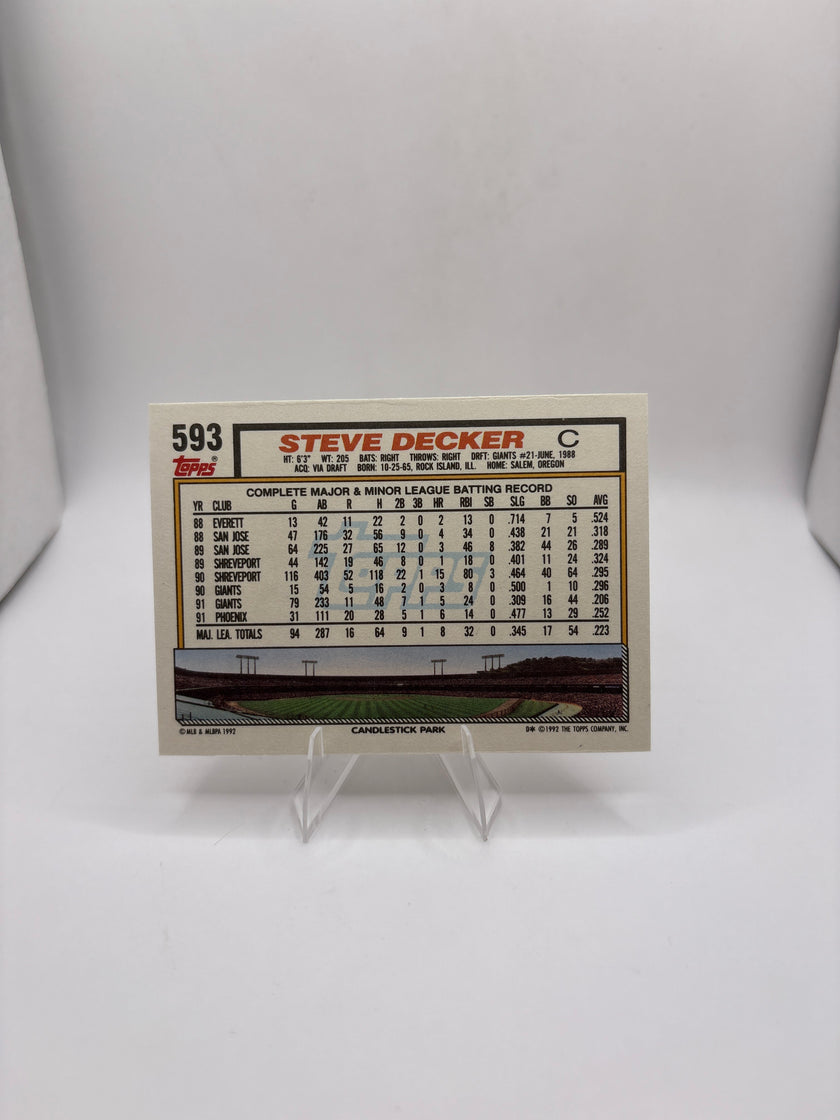 593 STEVE DECKER C
Topps® HT: 6'3" WT: 205 BATS: RIGHT THROWS: RIGHT DRFT: GIANTS #21-JUNE, 1988
ACQ: VIA DRAFT BORN: 10-25-65, ROCK ISLAND, ILL. HOME: SALEM, OREGON
COMPLETE MAJOR & MINOR LEAGUE BATTING RECORD
YR CLUB G AB R H 2B 3B HR RBI SB SLG BB SO AVG
88 EVERETT 13 42 11 22 2 0 2 13 0 .714 7 5 .524
88 SAN JOSE 47 176 32 56 9 0 4 34 0 .438 21 21 .318
89 SAN JOSE 64 225 27 65 12 0 3 46 8 .382 44 26 .289
89 SHREVEPORT 44 142 19 46 8 0 1 18 0 .401 11 24 .324
90 SHREVEPORT 116 403 52 118 22 1 15 80 3 .464 40 64 .295
90 GIANTS 15 54 5 16 2 0 3 8 0 .500 1 10 .296
91 GIANTS 79 233 11 48 7 1 5 24 0 .309 16 44 .206
91 PHOENIX 31 111 20 28 5 1 6 14 0 .477 13 29 .252
MAJ. LEA. TOTALS 94 287 16 64 9 1 8 32 0 .345 17 54 .223
Topps
© MLB & MLBPA 1992 CANDLESTICK PARK D* © 1992 THE TOPPS COMPANY, INC.